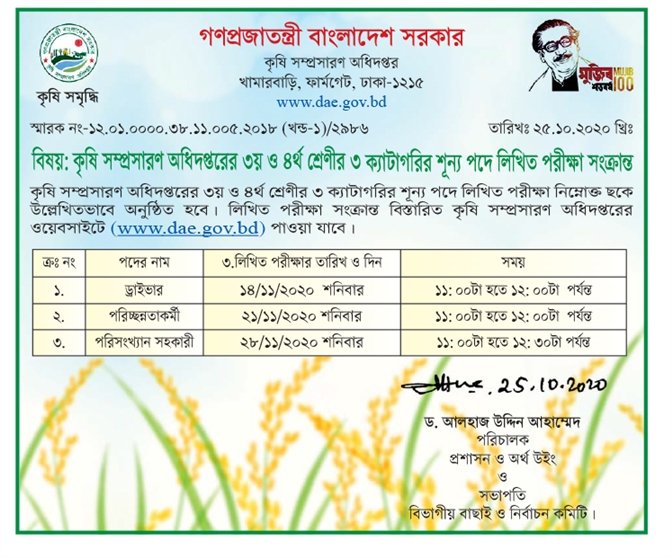 গণপ্রজাতন্ত্রী বাংলাদেশ সরকার
কৃষি সম্প্রসারণ অধিদপ্তর
খামারবাড়ি, ফার্মগেট, ঢাকা-১২১৫
www.dae.gov.bd
কৃষি সমৃদ্ধি
মুজিব
শতবর্ষ
MUJIB
100
স্মারক নং-১২.০১.০০০০.৩৮.১১.০০৫.২০১৮ (খন্ড-১)/২৯৮৬
তারিখঃ ২৫.১০.২০২০ খ্রিঃ
বিষয়: কৃষি সম্প্রসারণ অধিদপ্তরের ৩য় ও ৪র্থ শ্রেণীর ৩ ক্যাটাগরির শূন্য পদে লিখিত পরীক্ষা সংক্রান্ত
কৃষি সম্প্রসারণ অধিদপ্তরের ৩য় ও ৪র্থ শ্রেণীর ৩ ক্যাটাগরির শূন্য পদে লিখিত পরীক্ষা নিম্নোক্ত ছকে
উল্লেখিতভাবে অনুষ্ঠিত হবে। লিখিত পরীক্ষা সংক্রান্ত বিস্তারিত কৃষি সম্প্রসারণ অধিদপ্তরের
ওয়েবসাইটে (www.dae.gov.bd) পাওয়া যাবে।
ক্রঃ নং পদের নাম ৩.লিখিত পরীক্ষার তারিখ ও দিন সময়
১. ড্রাইভার ১৪/১১/২০২০ শনিবার ১১: ০০টা হতে ১২: ০০টা পর্যন্ত
২. পরিচ্ছন্নতাকর্মী ২১/১১/২০২০ শনিবার ১১: ০০টা হতে ১২: ০০টা পর্যন্ত
৩. পরিসংখ্যান সহকারী ২৮/১১/২০২০ শনিবার ১১: ০০টা হতে ১২: ৩০টা পর্যন্ত
25.10.2020
ড. আলহাজ উদ্দিন আহাম্মেদ
পরিচালক
প্রশাসন ও অর্থ উইং
ও
সভাপতি
বিভাগীয় বাছাই ও নির্বাচন কমিটি।